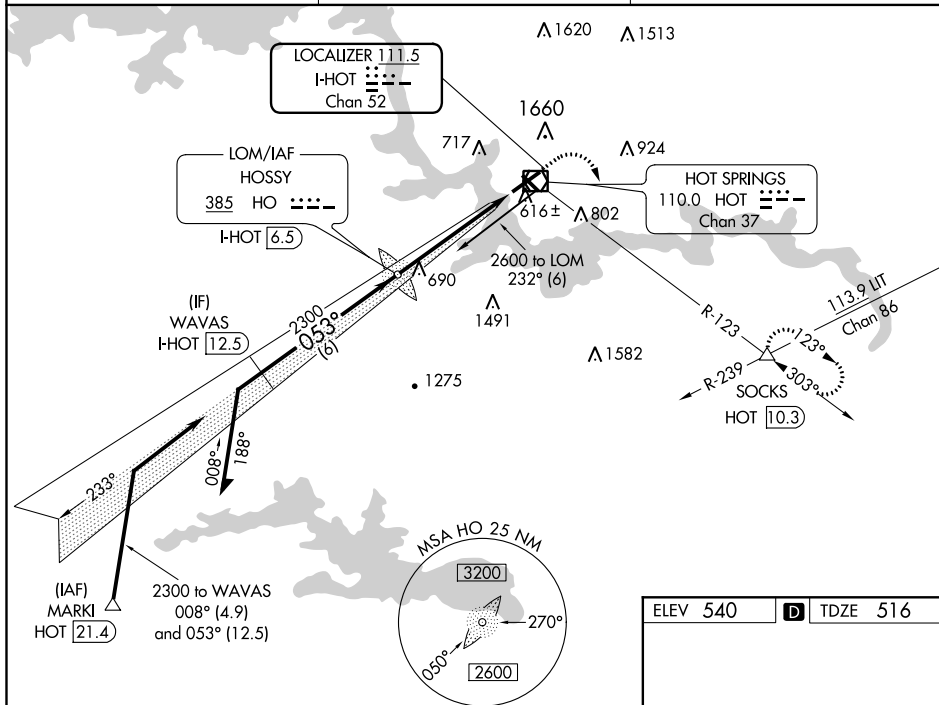 1620
1513
LOCALIZER 111.5
I-HOT
Chan 52
1660
717
924
LOM/IAF
HOSSY
385 HO
I-HOT 6.5
HOT SPRINGS
110.0 HOT
Chan 37
616±
802
2600 to LOM
232° (6)
690
(IF)
WAVAS
I-HOT 12.5
2300
053°
(6)
1491
R-123
113.9 LIT
Chan 86
1582
123°
R-239
303°
SOCKS
HOT 10.3
1275
008°
188°
233°
MSA HO 25 NM
3200
270°
050°
2600
(IAF)
MARKI
HOT 21.4
2300 to WAVAS
008° (4.9)
and 053° (12.5)
ELEV 540 D TDZE 516